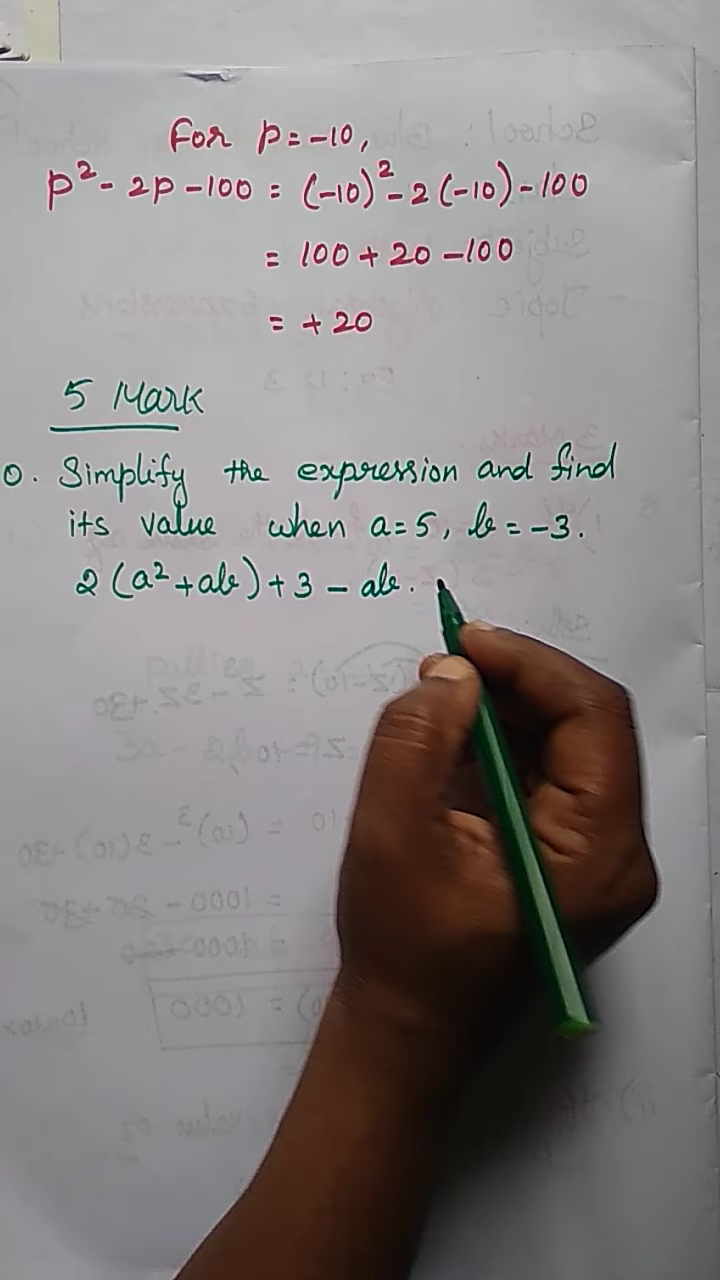 For p = -10,
p² - 2p - 100 = (-10)² - 2(-10) - 100
= 100 + 20 - 100
= + 20
5 Mark
0. Simplify the expression and find
its value when a = 5, b = -3.
2(a² + ab) + 3 - ab.